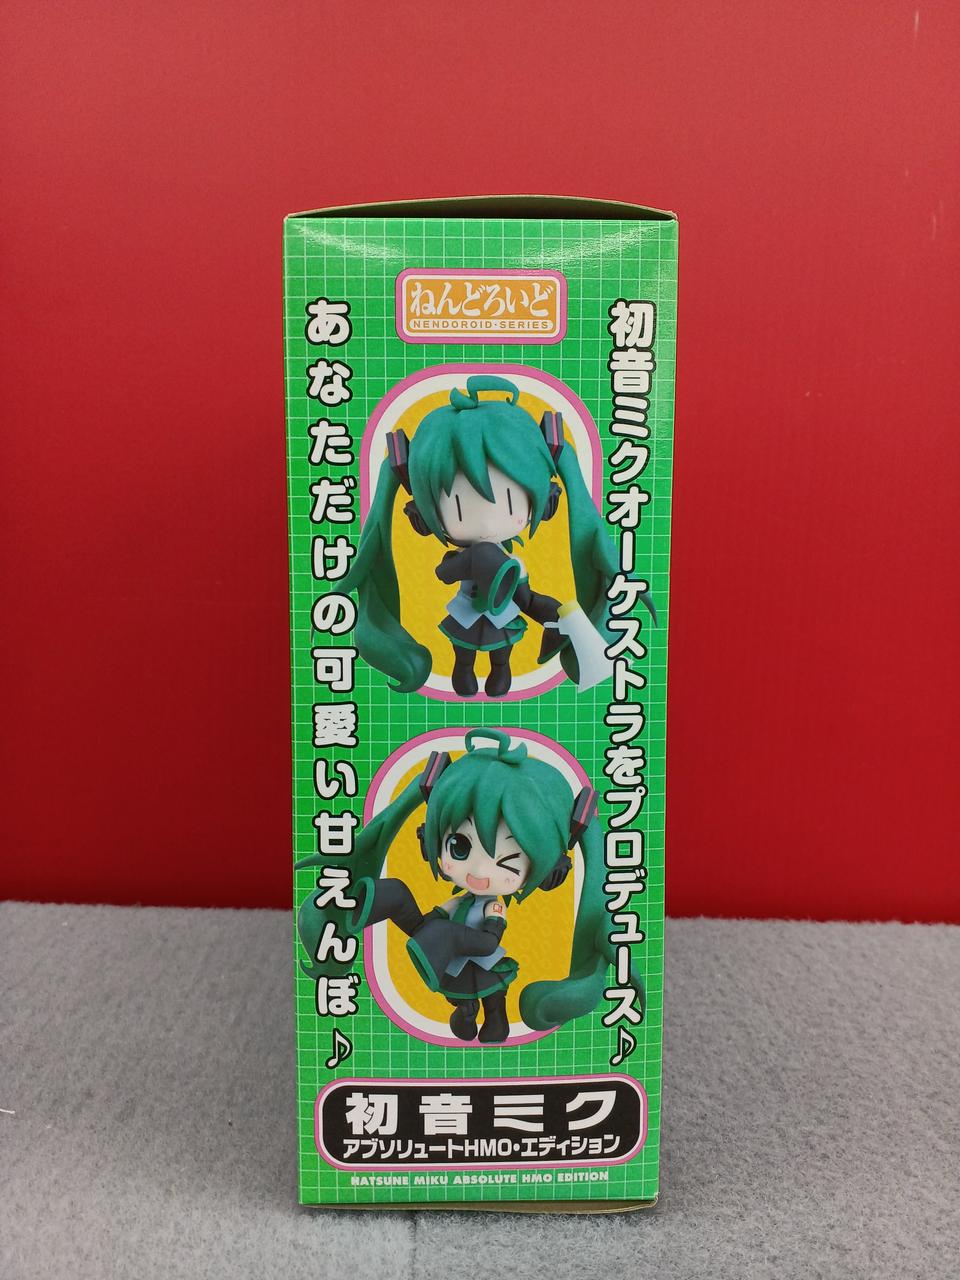 ねんどろいど
NENDOROID·SERIES
初音ミクオーケストラをプロデュース♪
あなただけの可愛い甘えんぼ♪
初音ミク
アブソリュートHMO・エディション
HATSUNE MIKU ABSOLUTE HMO EDITION